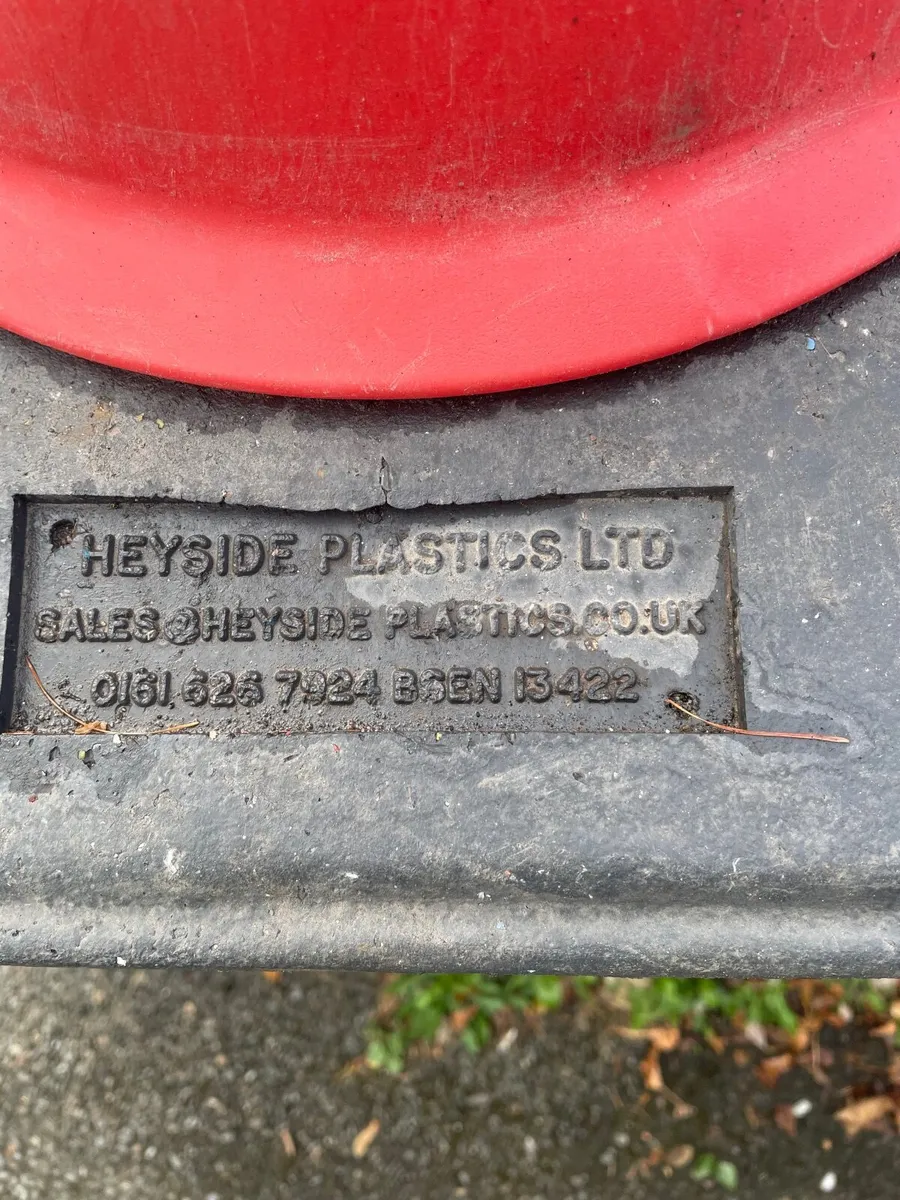 HEYSIDE PLASTICS LTD
SALES@HEYSIDE PLASTICS.CO.UK
0161 626 7924 BSEN 13422